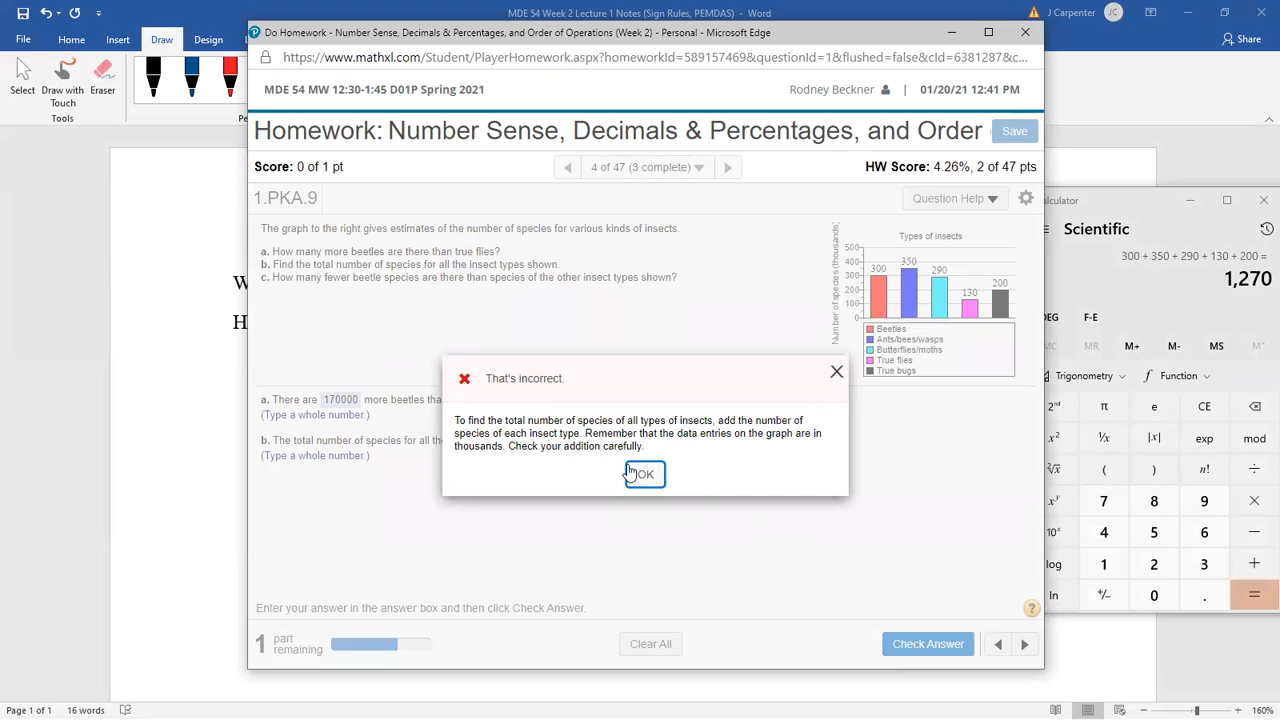 MDE 54 Week 2 Lecture 1 Notes (Sign Rules, PEMDAS) - Word
J Carpenter JC
File Home Insert Draw Design
Share
Select Draw with Touch Eraser
Tools
Do Homework - Number Sense, Decimals & Percentages, and Order of Operations (Week 2) - Personal - Microsoft Edge
https://www.mathxl.com/Student/PlayerHomework.aspx?homeworkId=589157469&questionId=1&flushed=false&cId=6381287&c...
MDE 54 MW 12:30-1:45 D01P Spring 2021
Rodney Beckner | 01/20/21 12:41 PM
Homework: Number Sense, Decimals & Percentages, and Order
Save
Score: 0 of 1 pt
4 of 47 (3 complete)
HW Score: 4.26%, 2 of 47 pts
1.PKA.9
Question Help
The graph to the right gives estimates of the number of species for various kinds of insects.
a. How many more beetles are there than true flies?
b. Find the total number of species for all the insect types shown
c. How many fewer beetle species are there than species of the other insect types shown?
Types of insects
Number of species (thousands)
500
400
300
200
100
0
300 350 290 130 200
Beetles
Ants/bees/wasps
Butterflies/moths
True flies
True bugs
W
H
That's incorrect.
To find the total number of species of all types of insects, add the number of
species of each insect type. Remember that the data entries on the graph are in
thousands. Check your addition carefully.
OK
a. There are 170000 more beetles tha
(Type a whole number.)
b. The total number of species for all the
(Type a whole number.)
Enter your answer in the answer box and then click Check Answer.
?
1 part
remaining
Clear All
Check Answer
alculator
Scientific
300 + 350 + 290 + 130 + 200 =
1,270
DEG F-E
MC MR M+ M- MS
Trigonometry f Function
2ⁿᵈ π e CE
x² ¹/x |x| exp mod
²√x ( ) n! ÷
xʸ 7 8 9 ×
10ˣ 4 5 6 −
log 1 2 3 +
ln +/− 0 . =
Page 1 of 1 16 words
160%